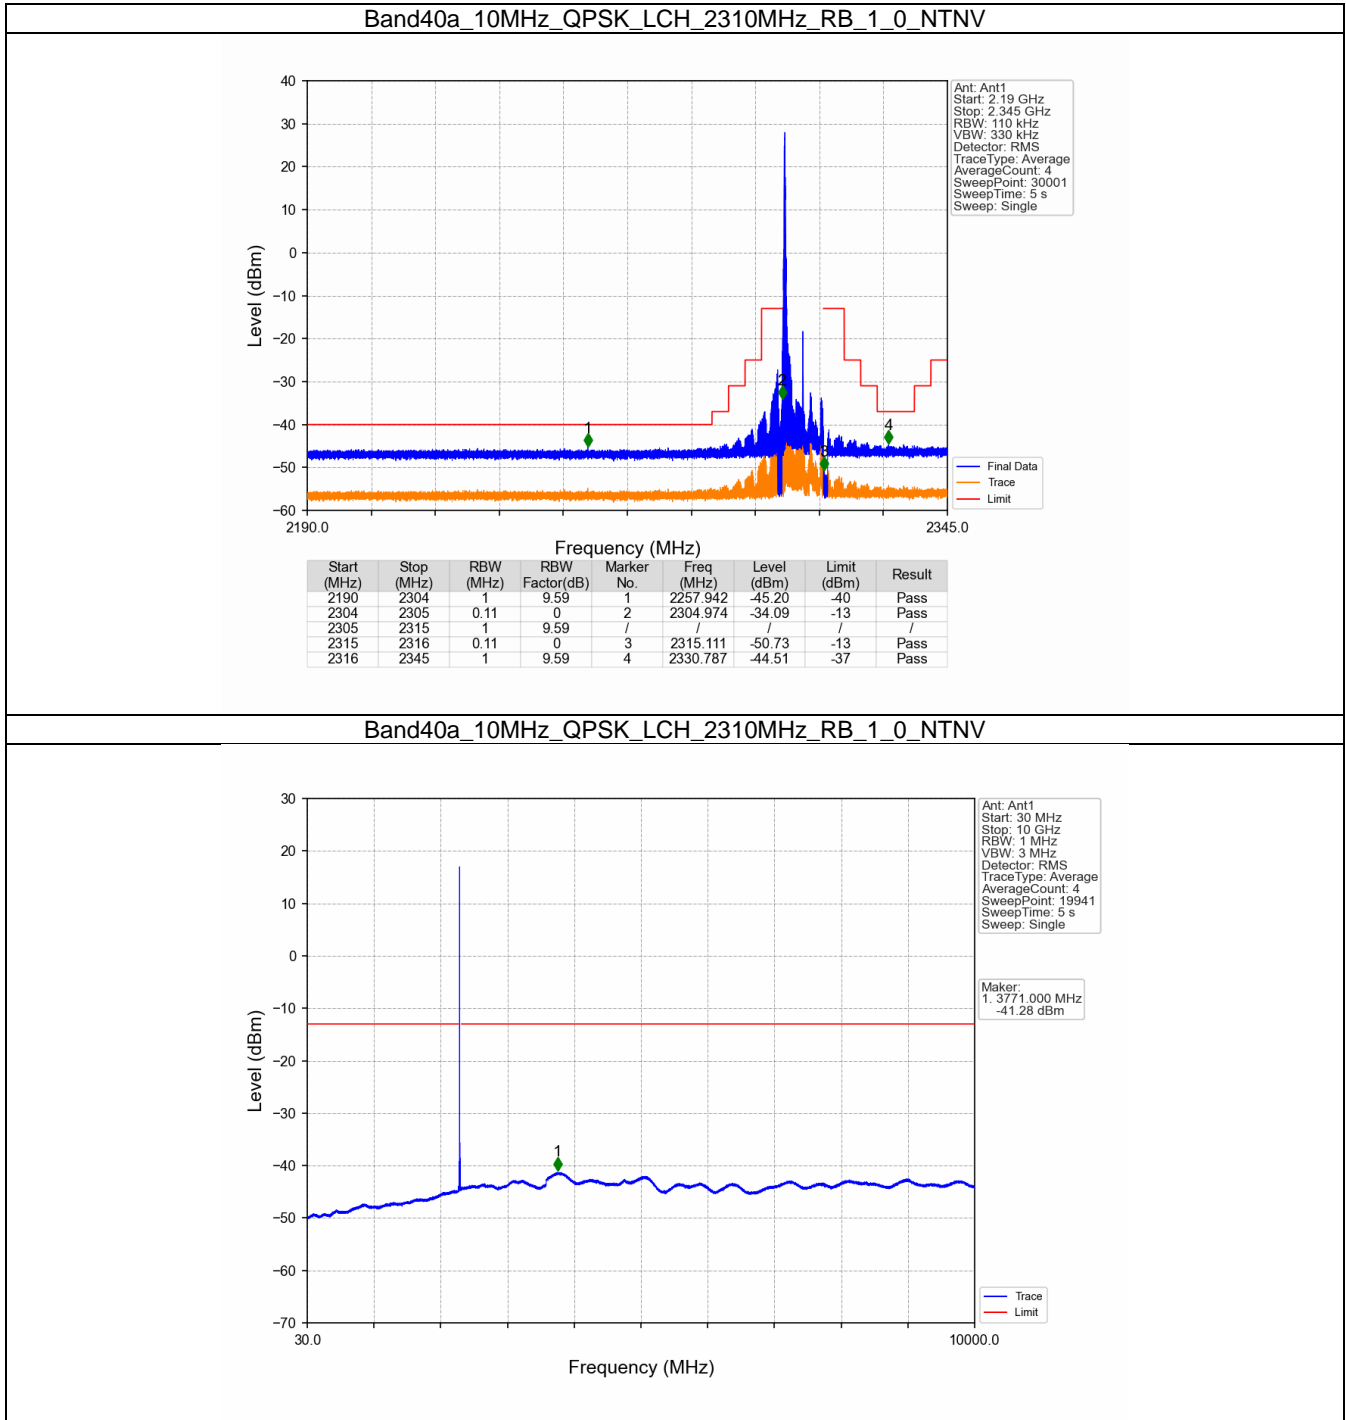 Band40a_10MHz_QPSK_LCH_2310MHz_RB_1_0_NTNV
40
30
20
10
0
−10
−20
−30
−40
−50
−60
Level (dBm)
1
2
3
4
2190.0
2345.0
Frequency (MHz)
Ant: Ant1
Start: 2.19 GHz
Stop: 2.345 GHz
RBW: 110 kHz
VBW: 330 kHz
Detector: RMS
TraceType: Average
AverageCount: 4
SweepPoint: 30001
SweepTime: 5 s
Sweep: Single
Final Data
Trace
Limit
Start (MHz) Stop (MHz) RBW (MHz) RBW Factor(dB) Marker No. Freq (MHz) Level (dBm) Limit (dBm) Result
2190 2304 1 9.59 1 2257.942 -45.20 -40 Pass
2304 2305 0.11 0 2 2304.974 -34.09 -13 Pass
2305 2315 1 9.59 / / / / /
2315 2316 0.11 0 3 2315.111 -50.73 -13 Pass
2316 2345 1 9.59 4 2330.787 -44.51 -37 Pass
Band40a_10MHz_QPSK_LCH_2310MHz_RB_1_0_NTNV
30
20
10
0
−10
−20
−30
−40
−50
−60
−70
Level (dBm)
1
30.0
10000.0
Frequency (MHz)
Ant: Ant1
Start: 30 MHz
Stop: 10 GHz
RBW: 1 MHz
VBW: 3 MHz
Detector: RMS
TraceType: Average
AverageCount: 4
SweepPoint: 19941
SweepTime: 5 s
Sweep: Single
Maker:
1. 3771.000 MHz
-41.28 dBm
Trace
Limit